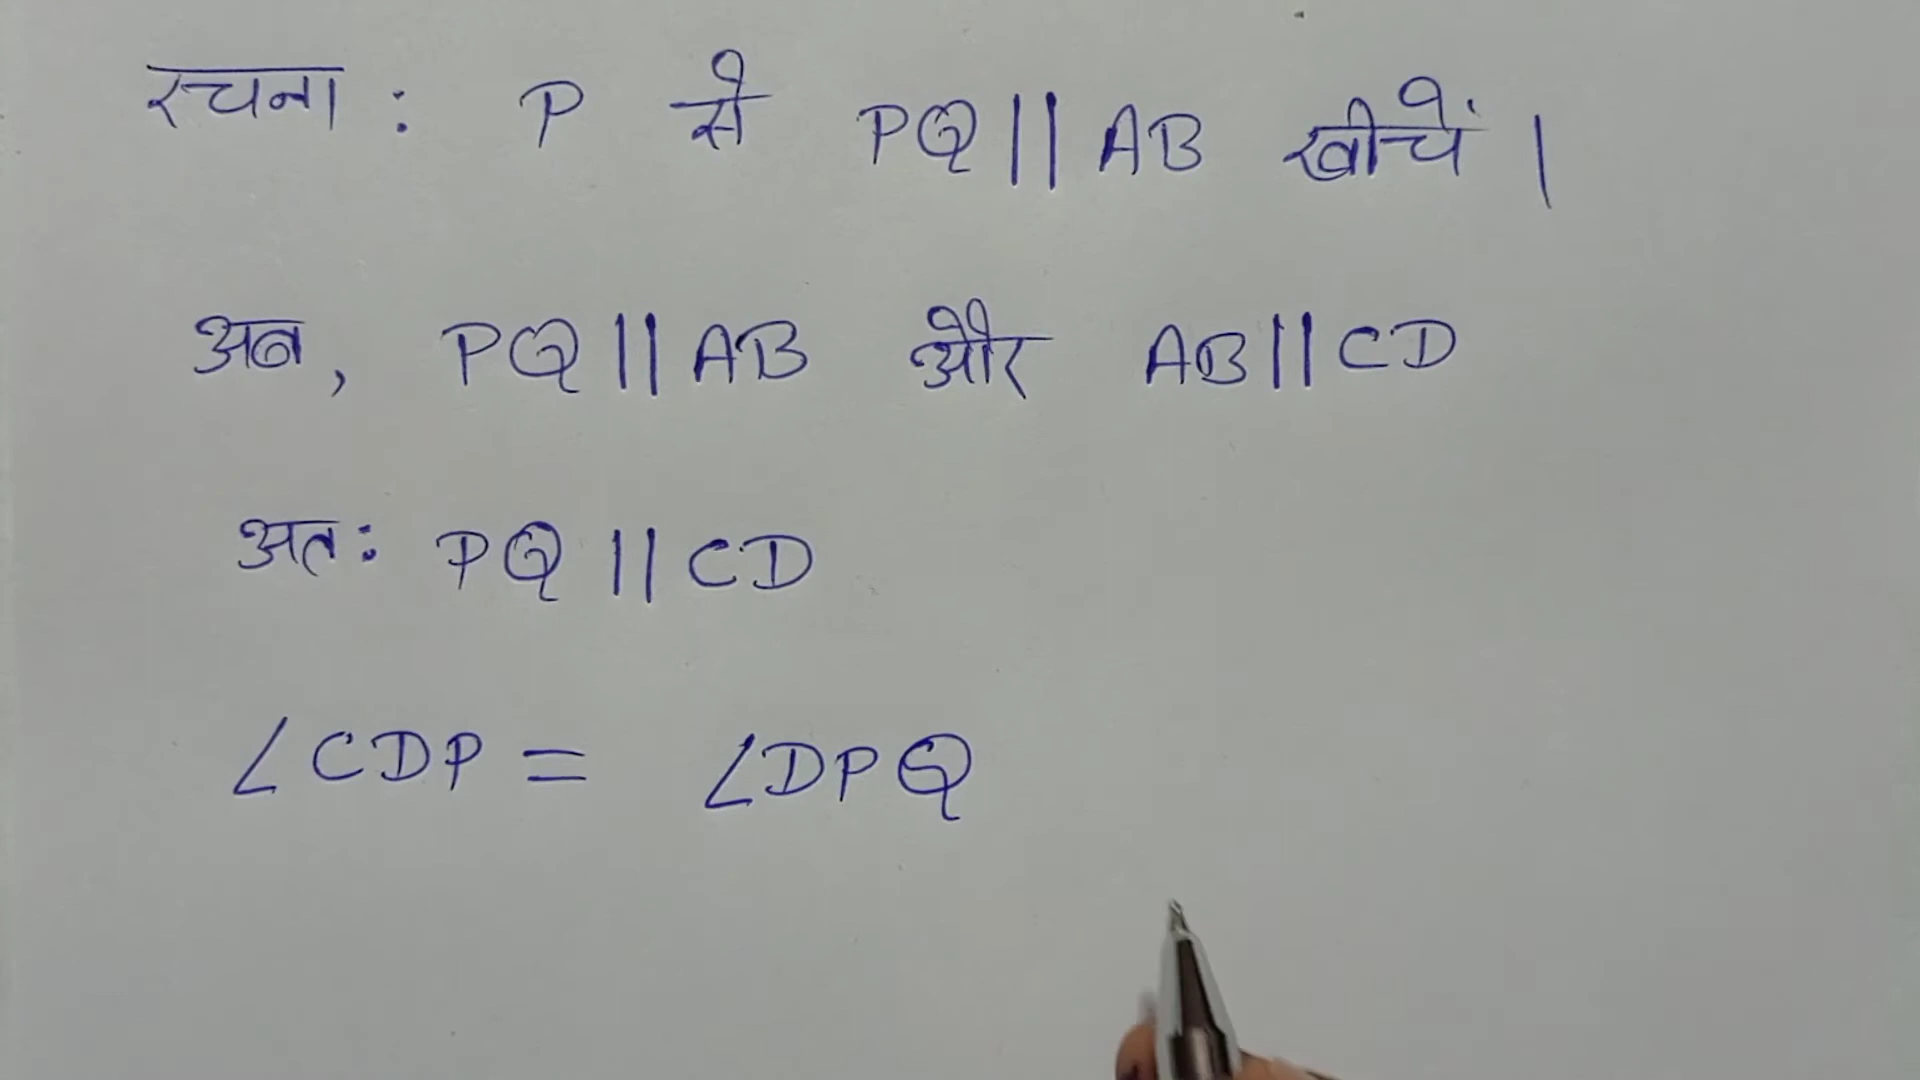 रचना : P से PQ || AB खीचें |
अब, PQ || AB और AB || CD
अतः PQ || CD
∠CDP = ∠DPQ